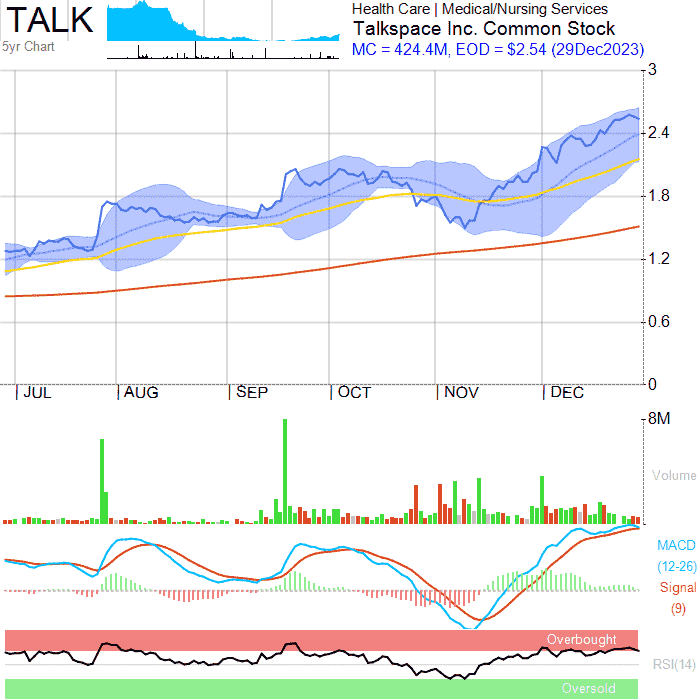 TALK
5yr Chart
Health Care | Medical/Nursing Services
Talkspace Inc. Common Stock
MC = 424.4M, EOD = $2.54 (29Dec2023)
3
2.4
1.8
1.2
0.6
0
JUL AUG SEP OCT NOV DEC
8M
Volume
MACD
(12-26)
Signal
(9)
Overbought
RSI(14)
Oversold